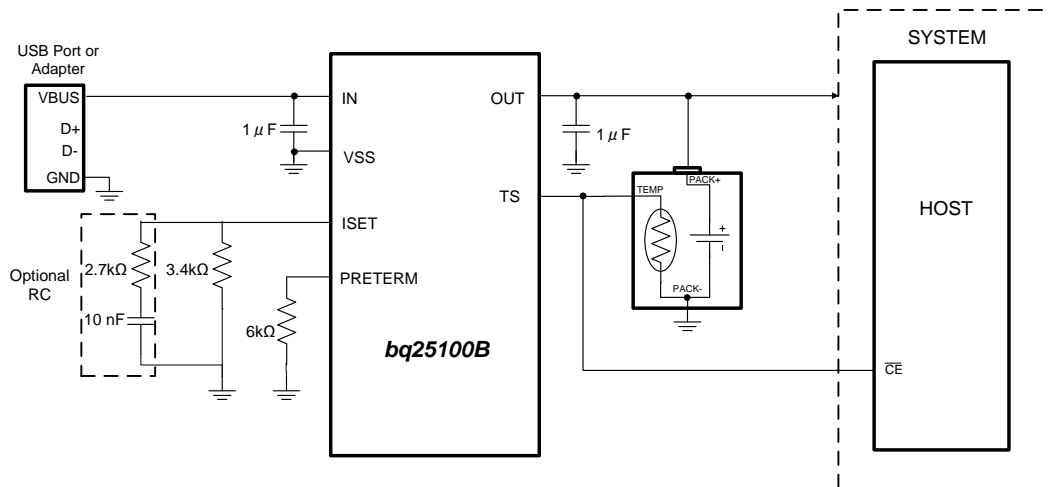 SYSTEM
USB Port or
Adapter
VBUS
D+
D-
GND
IN
OUT
1 μF
1 μF
VSS
TS
TEMP
PACK+
+
-
PACK-
HOST
ISET
Optional
RC
2.7kΩ
3.4kΩ
10 nF
PRETERM
6kΩ
bq25100B
C̅E̅